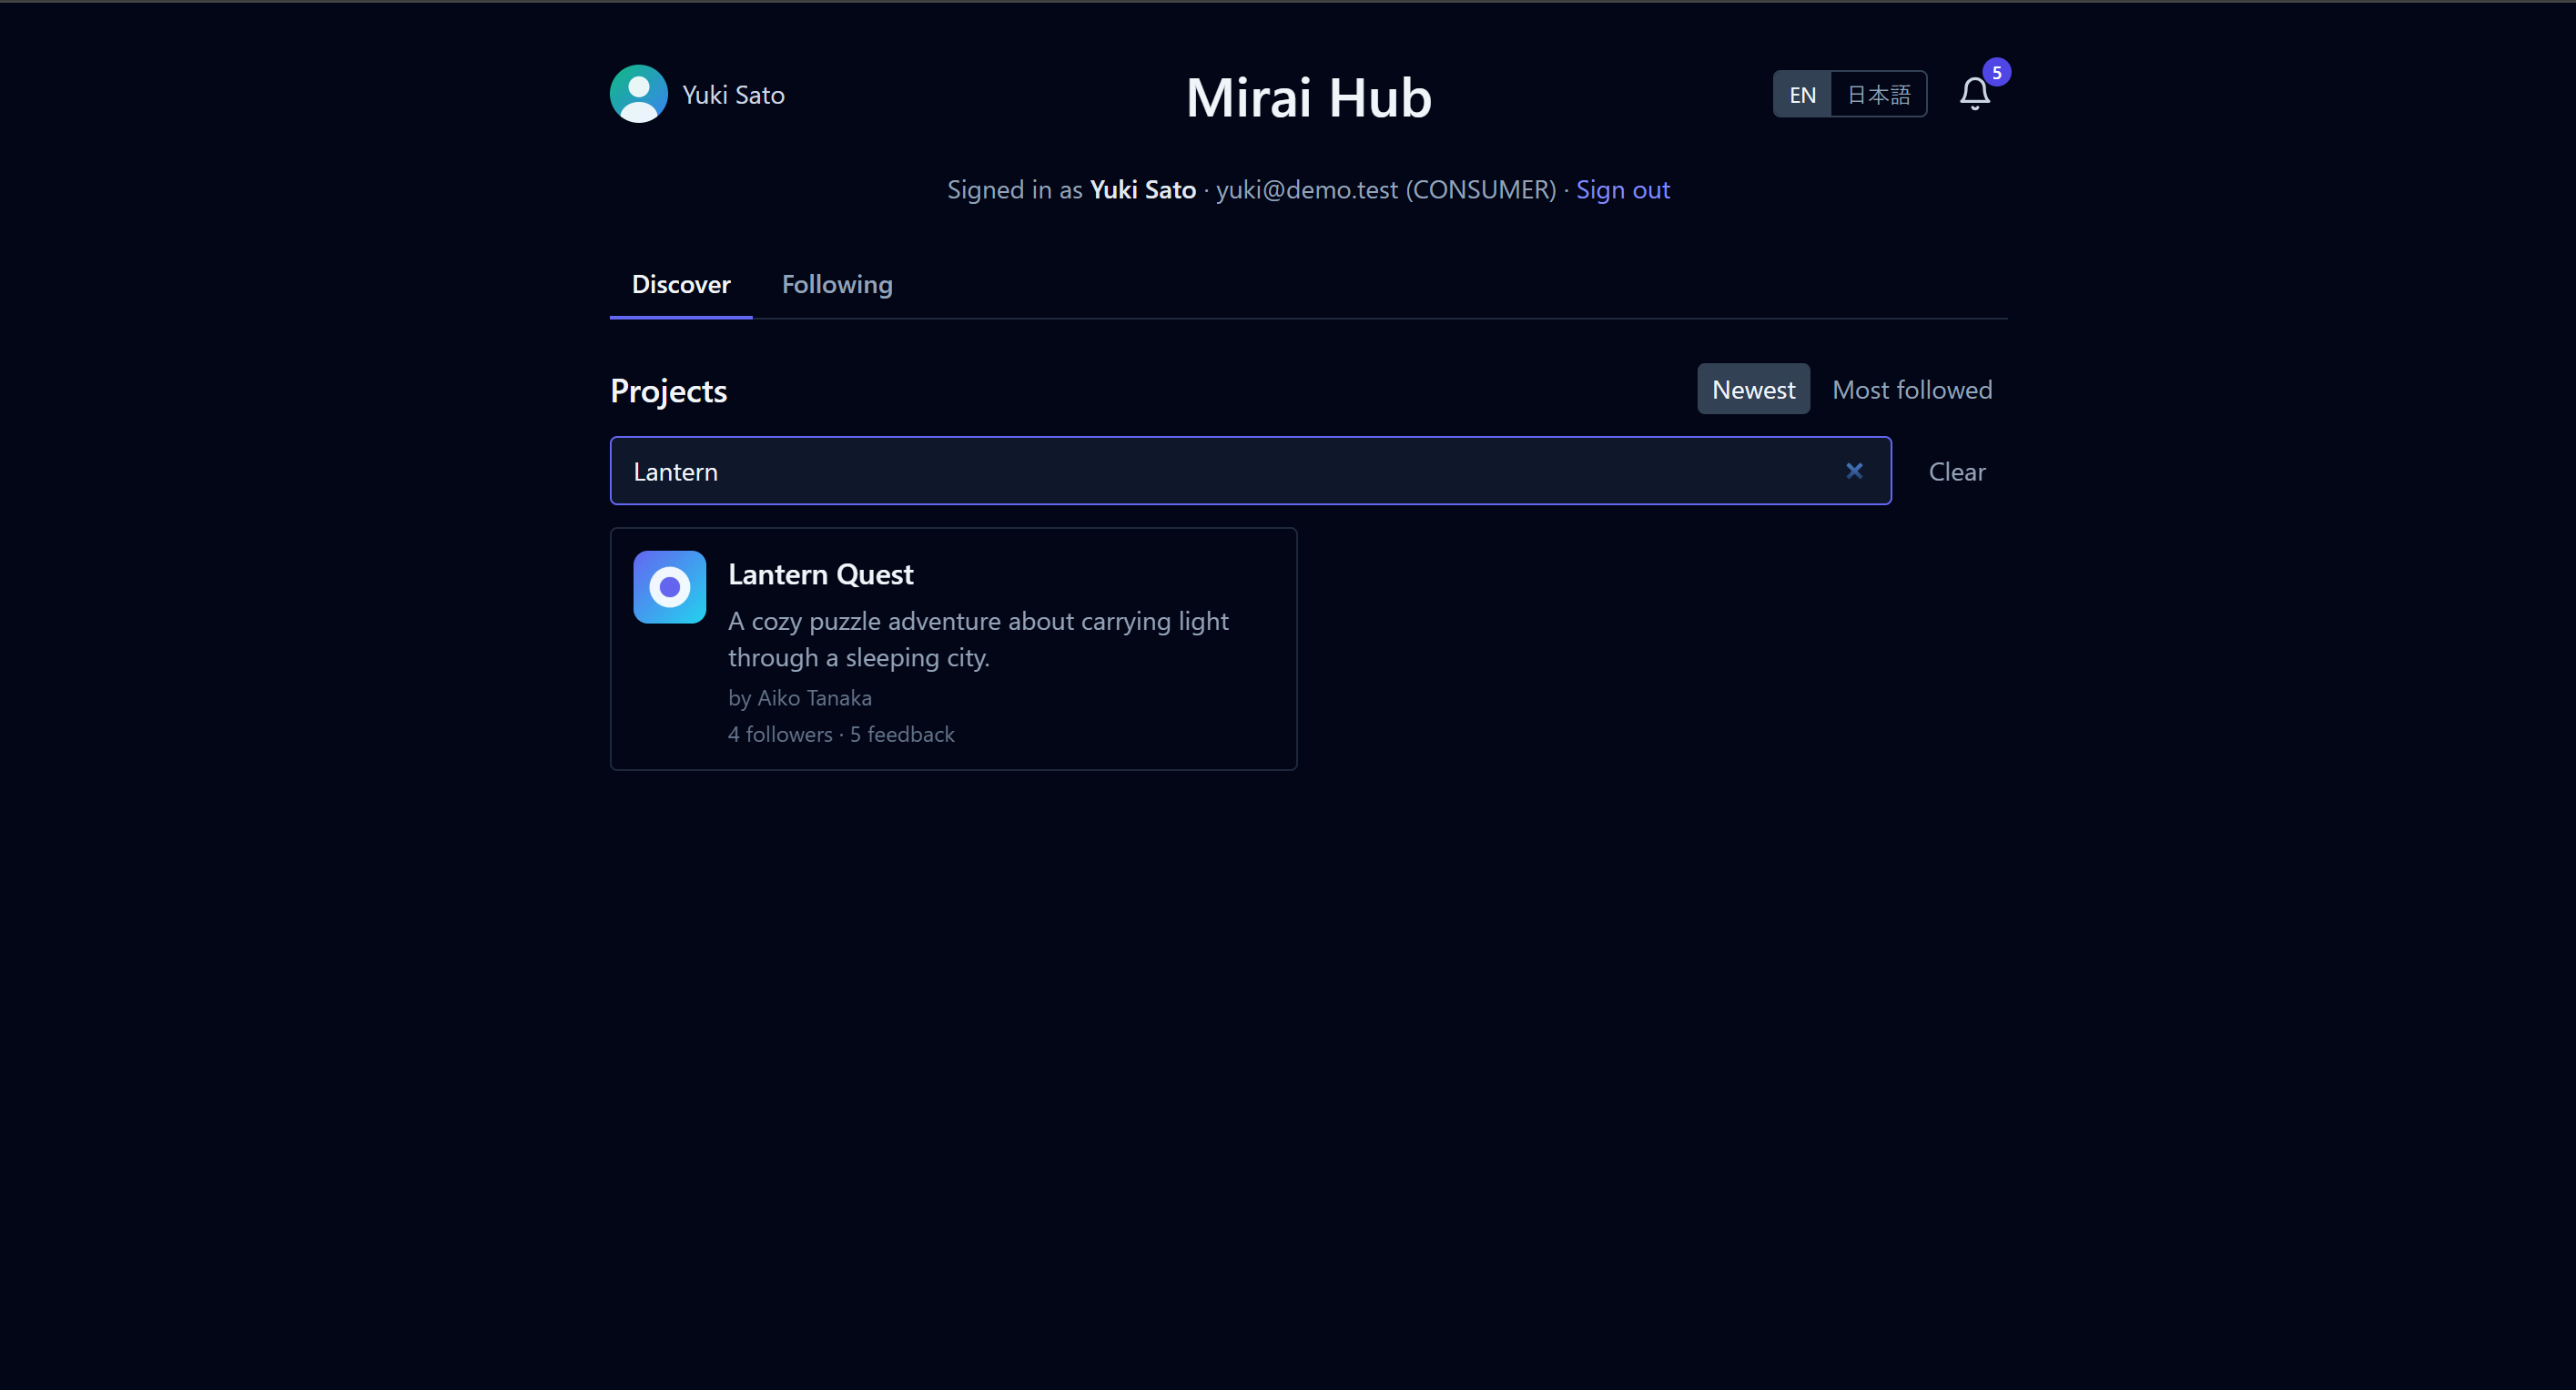 Yuki Sato
Mirai Hub
EN 日本語
5
Signed in as Yuki Sato · yuki@demo.test (CONSUMER) · Sign out
Discover Following
Projects
Newest Most followed
Lantern
Clear
Lantern Quest
A cozy puzzle adventure about carrying light
through a sleeping city.
by Aiko Tanaka
4 followers · 5 feedback